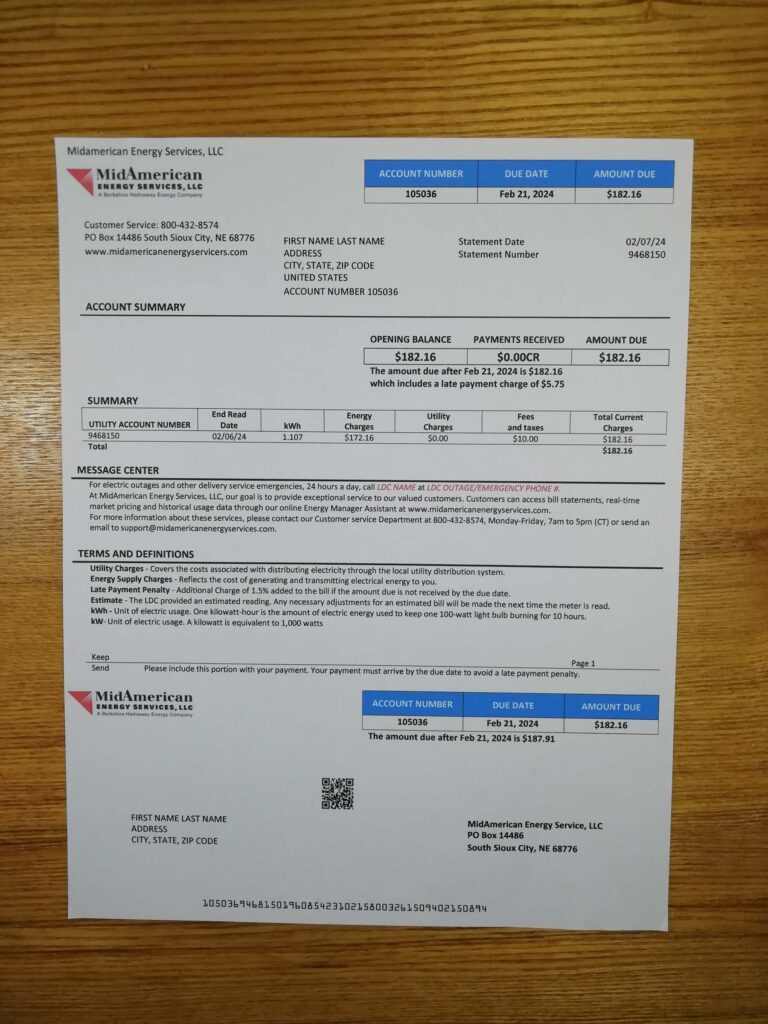 Midamerican Energy Services, LLC
MidAmerican
ENERGY SERVICES, LLC
A Berkshire Hathaway Energy Company
ACCOUNT NUMBER DUE DATE AMOUNT DUE
105036 Feb 21, 2024 $182.16
Customer Service: 800-432-8574
PO Box 14486 South Sioux City, NE 68776
www.midamericanenergyservicers.com
FIRST NAME LAST NAME
ADDRESS
CITY, STATE, ZIP CODE
UNITED STATES
ACCOUNT NUMBER 105036
Statement Date 02/07/24
Statement Number 9468150
ACCOUNT SUMMARY
OPENING BALANCE PAYMENTS RECEIVED AMOUNT DUE
$182.16 $0.00CR $182.16
The amount due after Feb 21, 2024 is $182.16
which includes a late payment charge of $5.75
SUMMARY
UTILITY ACCOUNT NUMBER End Read Date kWh Energy Charges Utility Charges Fees and taxes Total Current Charges
9468150 02/06/24 1.107 $172.16 $0.00 $10.00 $182.16
Total $182.16
MESSAGE CENTER
For electric outages and other delivery service emergencies, 24 hours a day, call LDC NAME at LDC OUTAGE/EMERGENCY PHONE #.
At MidAmerican Energy Services, LLC, our goal is to provide exceptional service to our valued customers. Customers can access bill statements, real-time
market pricing and historical usage data through our online Energy Manager Assistant at www.midamericanenergyservices.com.
For more information about these services, please contact our Customer service Department at 800-432-8574, Monday-Friday, 7am to 5pm (CT) or send an
email to support@midamericanenergyservices.com.
TERMS AND DEFINITIONS
Utility Charges - Covers the costs associated with distributing electricity through the local utility distribution system.
Energy Supply Charges - Reflects the cost of generating and transmitting electrical energy to you.
Late Payment Penalty - Additional Charge of 1.5% added to the bill if the amount due is not received by the due date.
Estimate - The LDC provided an estimated reading. Any necessary adjustments for an estimated bill will be made the next time the meter is read.
kWh - Unit of electric usage. One kilowatt-hour is the amount of electric energy used to keep one 100-watt light bulb burning for 10 hours.
kW- Unit of electric usage. A kilowatt is equivalent to 1,000 watts
Keep Page 1
Send Please include this portion with your payment. Your payment must arrive by the due date to avoid a late payment penalty.
MidAmerican
ENERGY SERVICES, LLC
A Berkshire Hathaway Energy Company
ACCOUNT NUMBER DUE DATE AMOUNT DUE
105036 Feb 21, 2024 $182.16
The amount due after Feb 21, 2024 is $187.91
FIRST NAME LAST NAME
ADDRESS
CITY, STATE, ZIP CODE
MidAmerican Energy Service, LLC
PO Box 14486
South Sioux City, NE 68776
1050369468150196085423102158003261509402150894